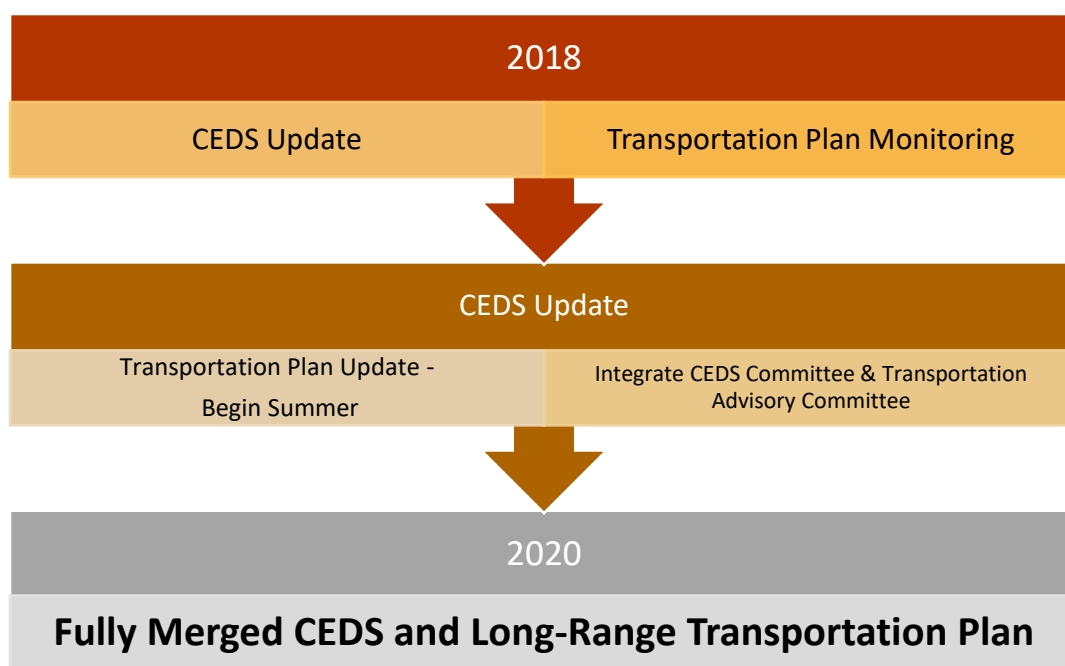 2018
CEDS Update
Transportation Plan Monitoring
CEDS Update
Transportation Plan Update -
Begin Summer
Integrate CEDS Committee & Transportation
Advisory Committee
2020
Fully Merged CEDS and Long-Range Transportation Plan